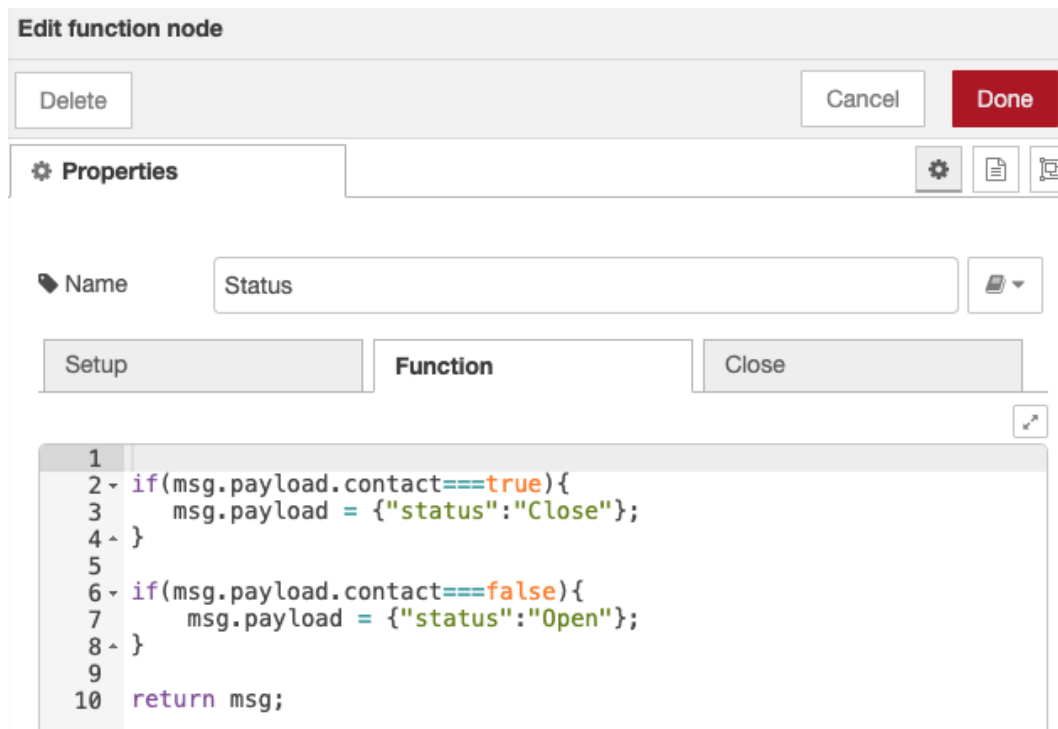 Edit function node
Delete
Cancel
Done
Properties
Name
Status
Setup
Function
Close
1
2 if(msg.payload.contact===true){
3 msg.payload = {"status":"Close"};
4 }
5
6 if(msg.payload.contact===false){
7 msg.payload = {"status":"Open"};
8 }
9
10 return msg;